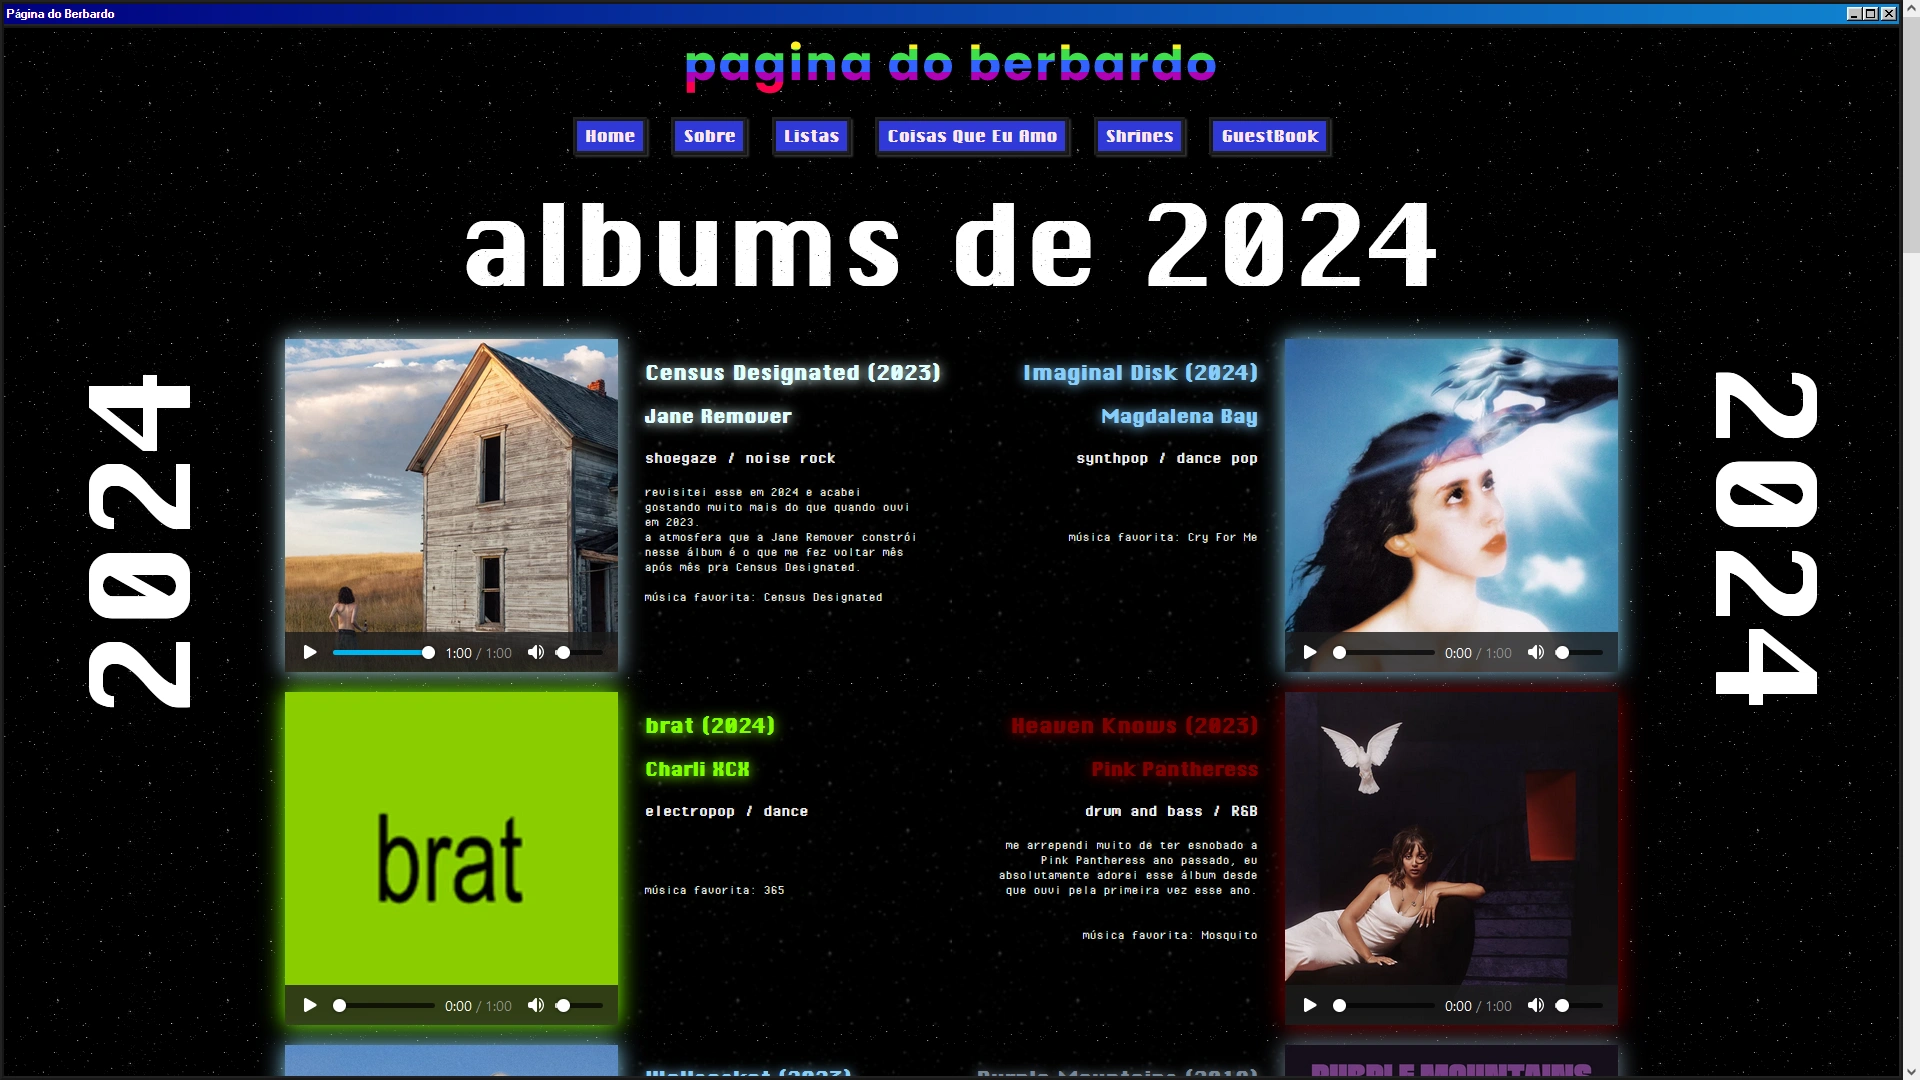 Página do Berbardo
pagina do berbardo
Home
Sobre
Listas
Coisas Que Eu Amo
Shrines
GuestBook
albums de 2024
2024
2024
Census Designated (2023)
Jane Remover
shoegaze / noise rock
revisitei esse em 2024 e acabei
gostando muito mais do que quando ouvi
em 2023.
a atmosfera que a Jane Remover constrói
nesse álbum é o que me fez voltar mês
após mês pra Census Designated.
música favorita: Census Designated
1:00 / 1:00
Imaginal Disk (2024)
Magdalena Bay
synthpop / dance pop
música favorita: Cry For Me
0:00 / 1:00
brat
brat (2024)
Charli XCX
electropop / dance
música favorita: 365
0:00 / 1:00
Heaven Knows (2023)
Pink Pantheress
drum and bass / R&B
me arrependi muito de ter esnobado a
Pink Pantheress ano passado, eu
absolutamente adorei esse álbum desde
que ouvi pela primeira vez esse ano.
música favorita: Mosquito
0:00 / 1:00
Wallsocket (2023)
Purple Mountains (2019)
PURPLE MOUNTAINS